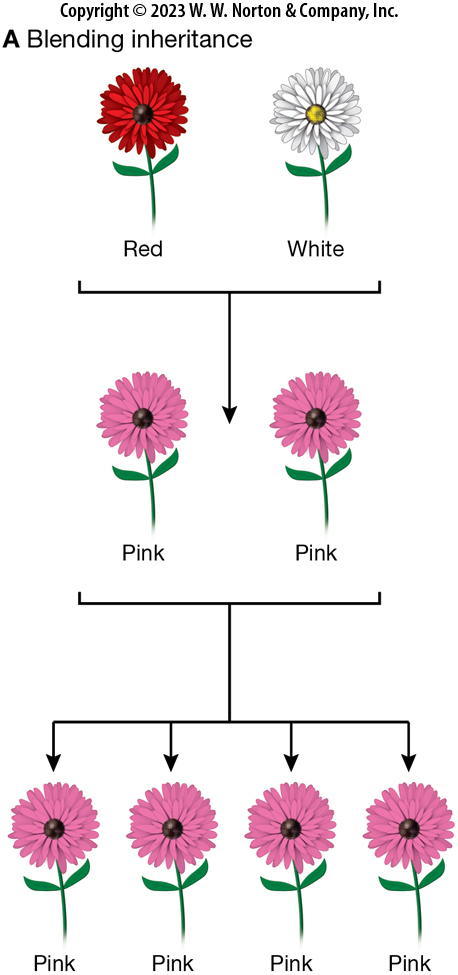 Copyright © 2023 W. W. Norton & Company, Inc.
A Blending inheritance
Red White
Pink Pink
Pink Pink Pink Pink